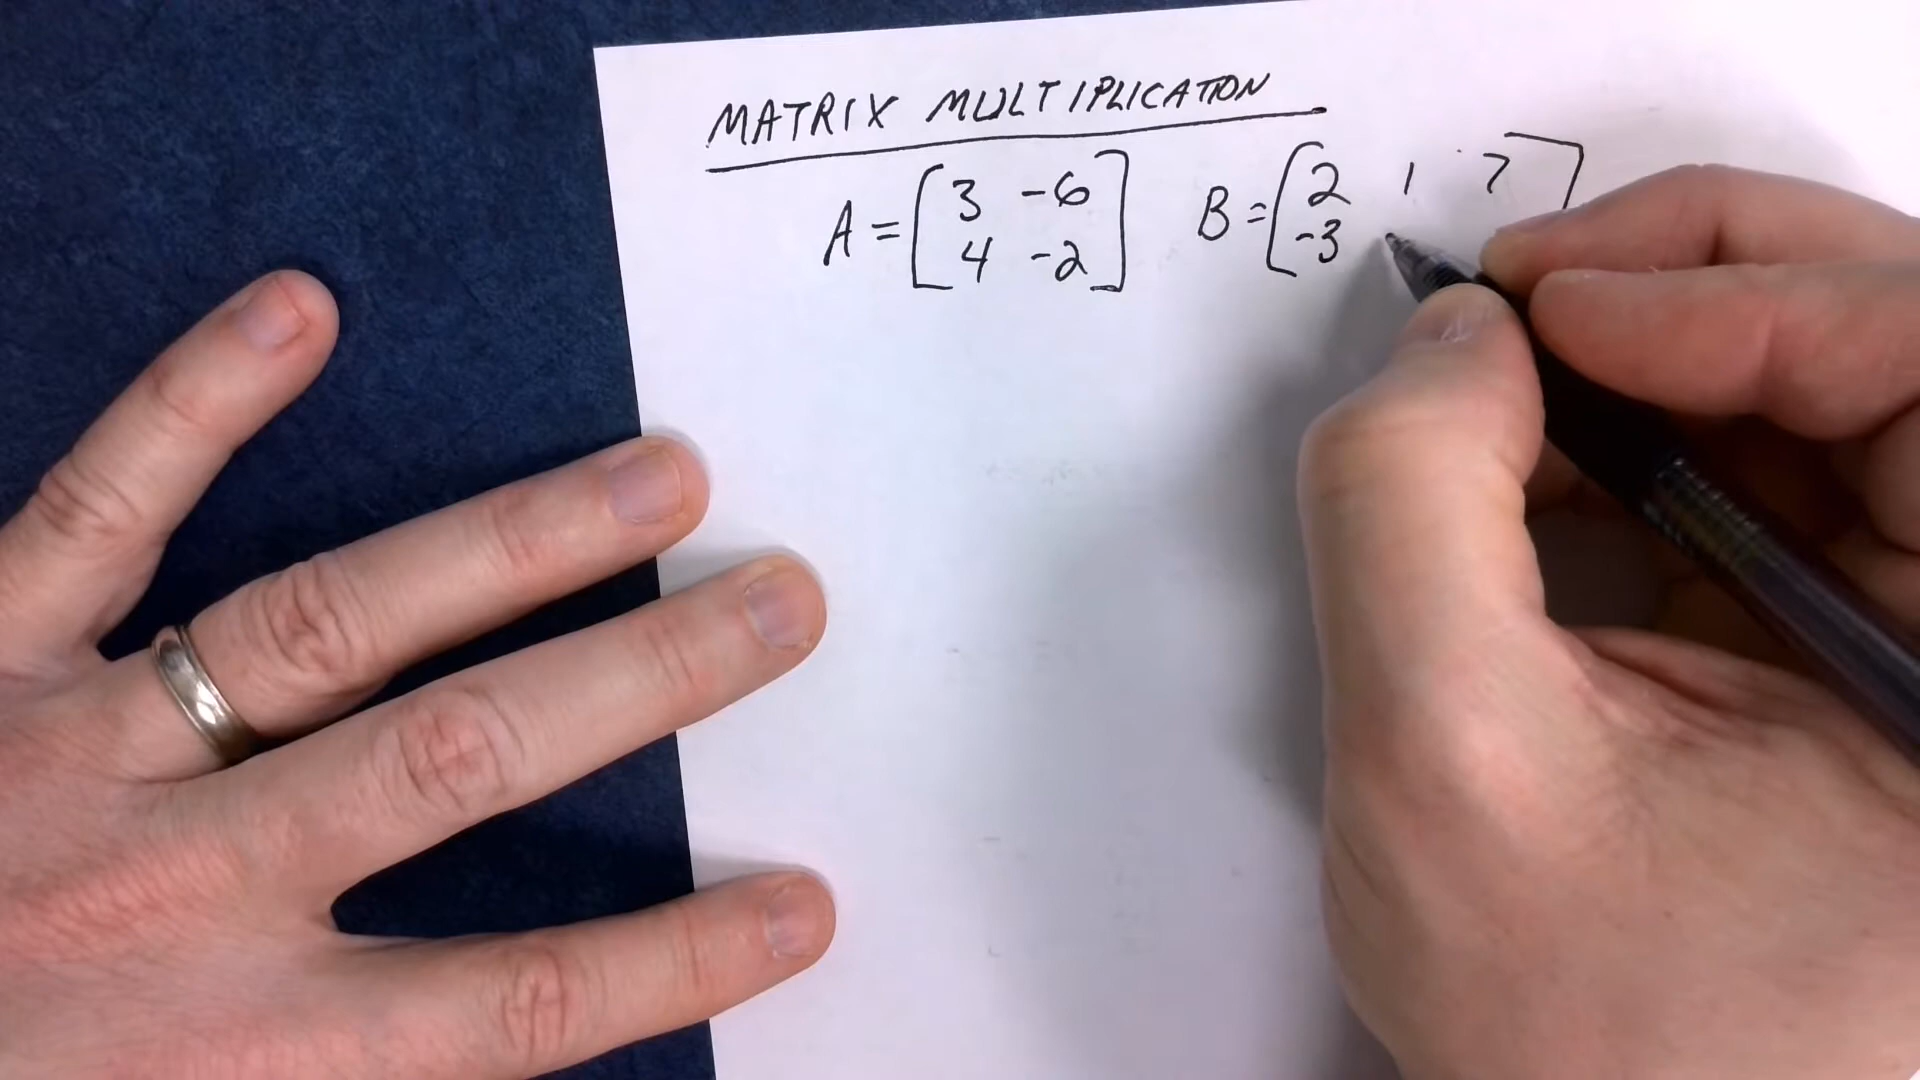 MATRIX MULTIPLICATION
A = [ 3 -6 ] B = [ 2 1 7 ]
4 -2 -3